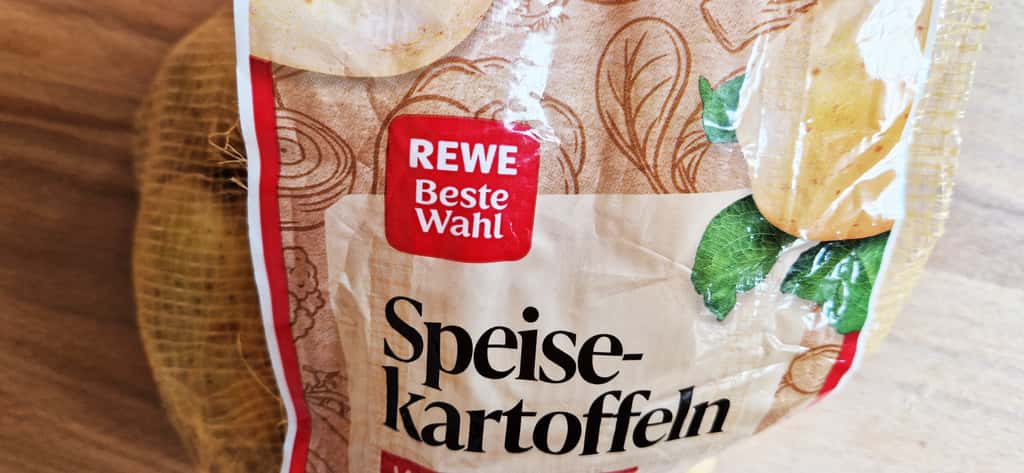 REWE
Beste
Wahl
Speise-
kartoffeln